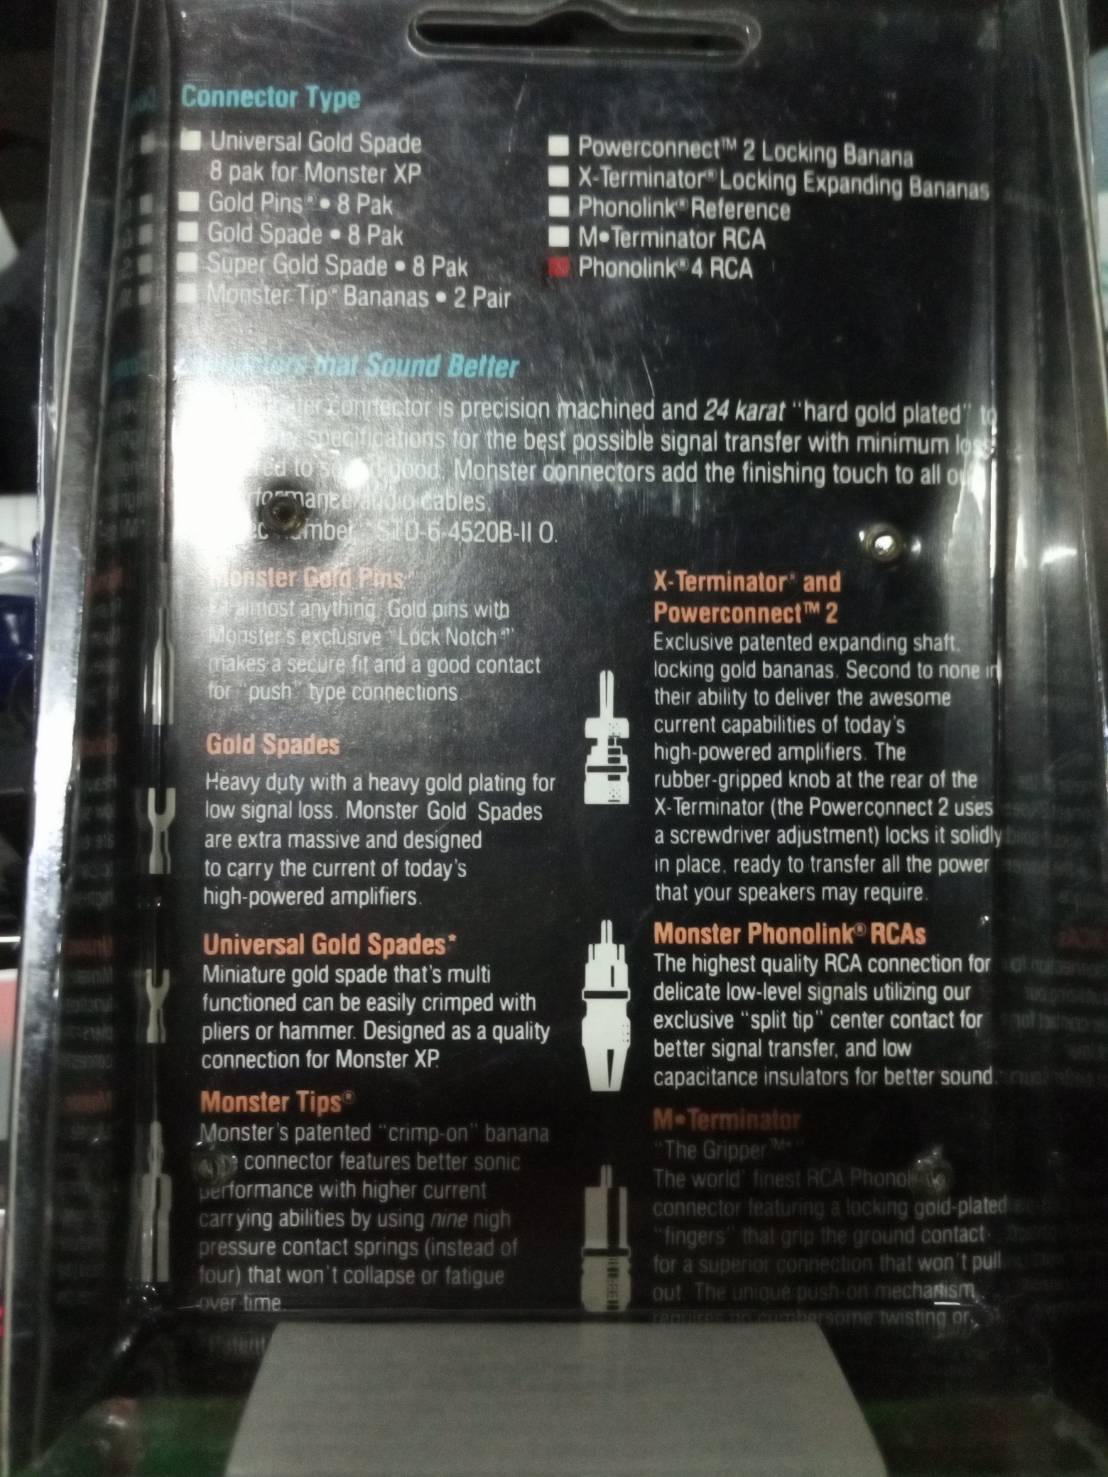 Connector Type
Universal Gold Spade
8 pak for Monster XP
Gold Pins* • 8 Pak
Gold Spade • 8 Pak
Super Gold Spade • 8 Pak
Monster Tip® Bananas • 2 Pair
Powerconnect™ 2 Locking Banana
X-Terminator® Locking Expanding Bananas
Phonolink® Reference
M•Terminator RCA
Phonolink® 4 RCA
that Sound Better
connector is precision machined and 24 karat "hard gold plated" to
specifications for the best possible signal transfer with minimum
to good, Monster connectors add the finishing touch to all
audio cables.
STD-6-4520B-II O.
Monster Gold Pins*
almost anything. Gold pins with
Monster's exclusive "Lock Notch*"
makes a secure fit and a good contact
for "push" type connections.
Gold Spades
Heavy duty with a heavy gold plating for
low signal loss. Monster Gold Spades
are extra massive and designed
to carry the current of today's
high-powered amplifiers.
Universal Gold Spades*
Miniature gold spade that's multi
functioned can be easily crimped with
pliers or hammer. Designed as a quality
connection for Monster XP.
Monster Tips®
Monster's patented "crimp-on" banana
connector features better sonic
performance with higher current
carrying abilities by using nine high
pressure contact springs (instead of
four) that won't collapse or fatigue
over time.
X-Terminator® and
Powerconnect™ 2
Exclusive patented expanding shaft,
locking gold bananas. Second to none in
their ability to deliver the awesome
current capabilities of today's
high-powered amplifiers. The
rubber-gripped knob at the rear of the
X-Terminator (the Powerconnect 2 uses
a screwdriver adjustment) locks it solidly
in place, ready to transfer all the power
that your speakers may require.
Monster Phonolink® RCAs
The highest quality RCA connection for
delicate low-level signals utilizing our
exclusive "split tip" center contact for
better signal transfer, and low
capacitance insulators for better sound.
M•Terminator
"The Gripper™*"
The world' finest RCA
connector featuring a locking gold-plated
"fingers" that grip the ground contact
for a superior connection that won't pull
out. The unique push-on mechanism
requires no cumbersome twisting or